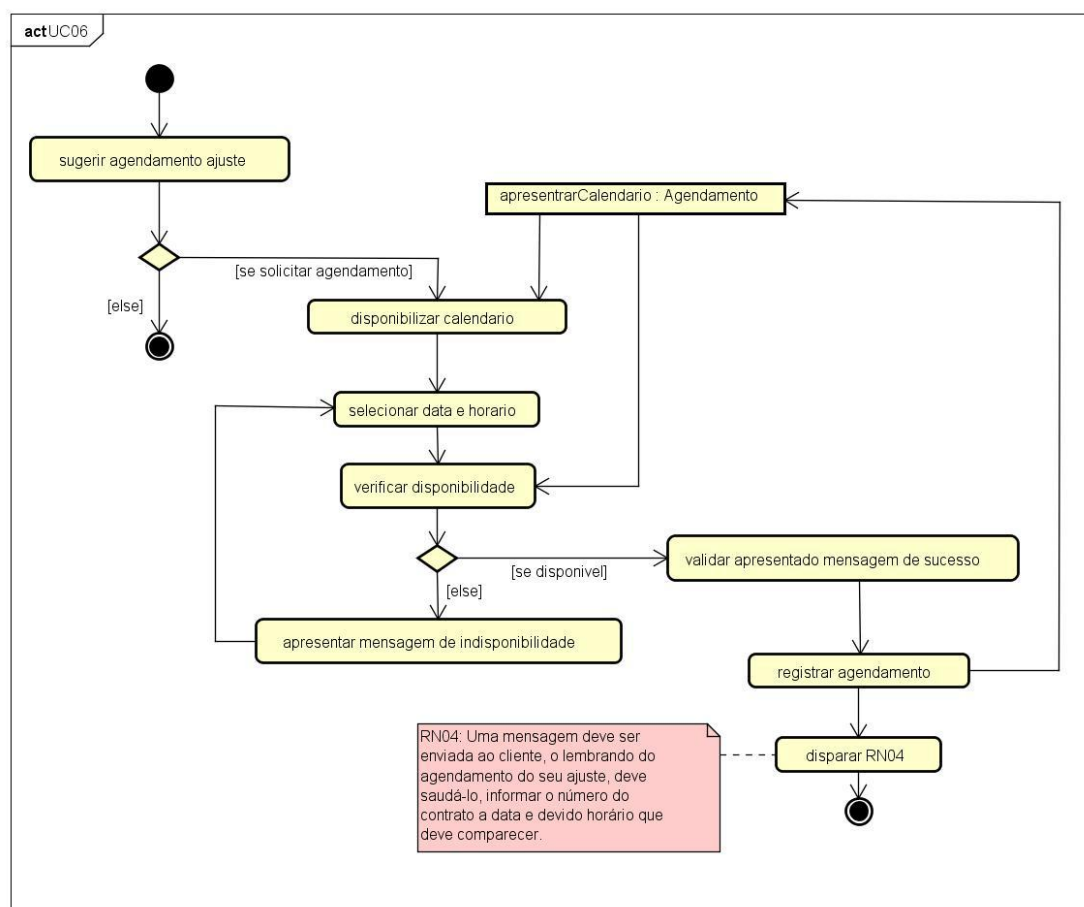 act UC06
sugerir agendamento ajuste
apresentrarCalendario : Agendamento
[se solicitar agendamento]
[else]
disponibilizar calendario
selecionar data e horario
verificar disponibilidade
[se disponivel]
validar apresentado mensagem de sucesso
[else]
apresentar mensagem de indisponibilidade
registrar agendamento
RN04: Uma mensagem deve ser
enviada ao cliente, o lembrando do
agendamento do seu ajuste, deve
saudá-lo, informar o número do
contrato a data e devido horário que
deve comparecer.
disparar RN04